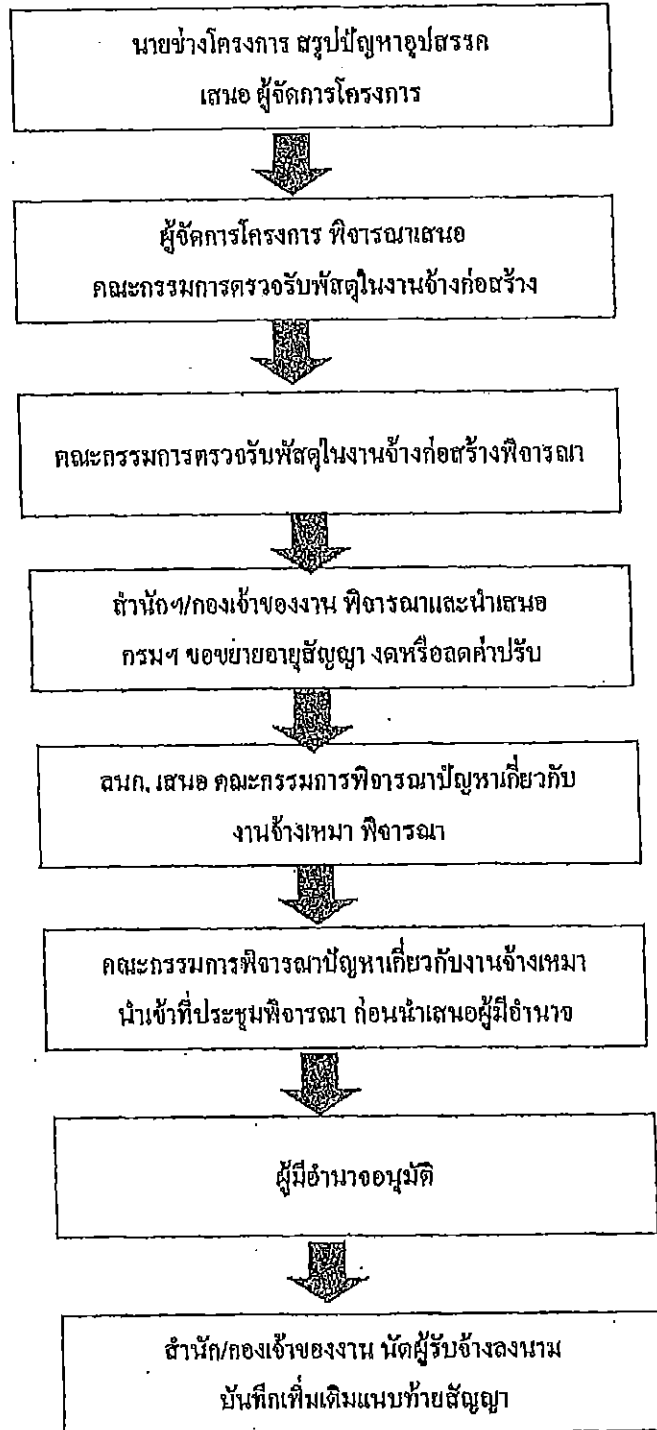 นายช่างโครงการ สรุปปัญหาอุปสรรค
เสนอ ผู้จัดการโครงการ
ผู้จัดการโครงการ พิจารณาเสนอ
คณะกรรมการตรวจรับพัสดุในงานจ้างก่อสร้าง
คณะกรรมการตรวจรับพัสดุในงานจ้างก่อสร้างพิจารณา
สำนักฯ/กองเจ้าของงาน พิจารณาและนำเสนอ
กรมฯ ขอขยายอายุสัญญา งดหรือลดค่าปรับ
ลนก. เสนอ คณะกรรมการพิจารณาปัญหาเกี่ยวกับ
งานจ้างเหมา พิจารณา
คณะกรรมการพิจารณาปัญหาเกี่ยวกับงานจ้างเหมา
นำเข้าที่ประชุมพิจารณา ก่อนนำเสนอผู้มีอำนาจ
ผู้มีอำนาจอนุมัติ
สำนัก/กองเจ้าของงาน นัดผู้รับจ้างลงนาม
บันทึกเพิ่มเติมแนบท้ายสัญญา